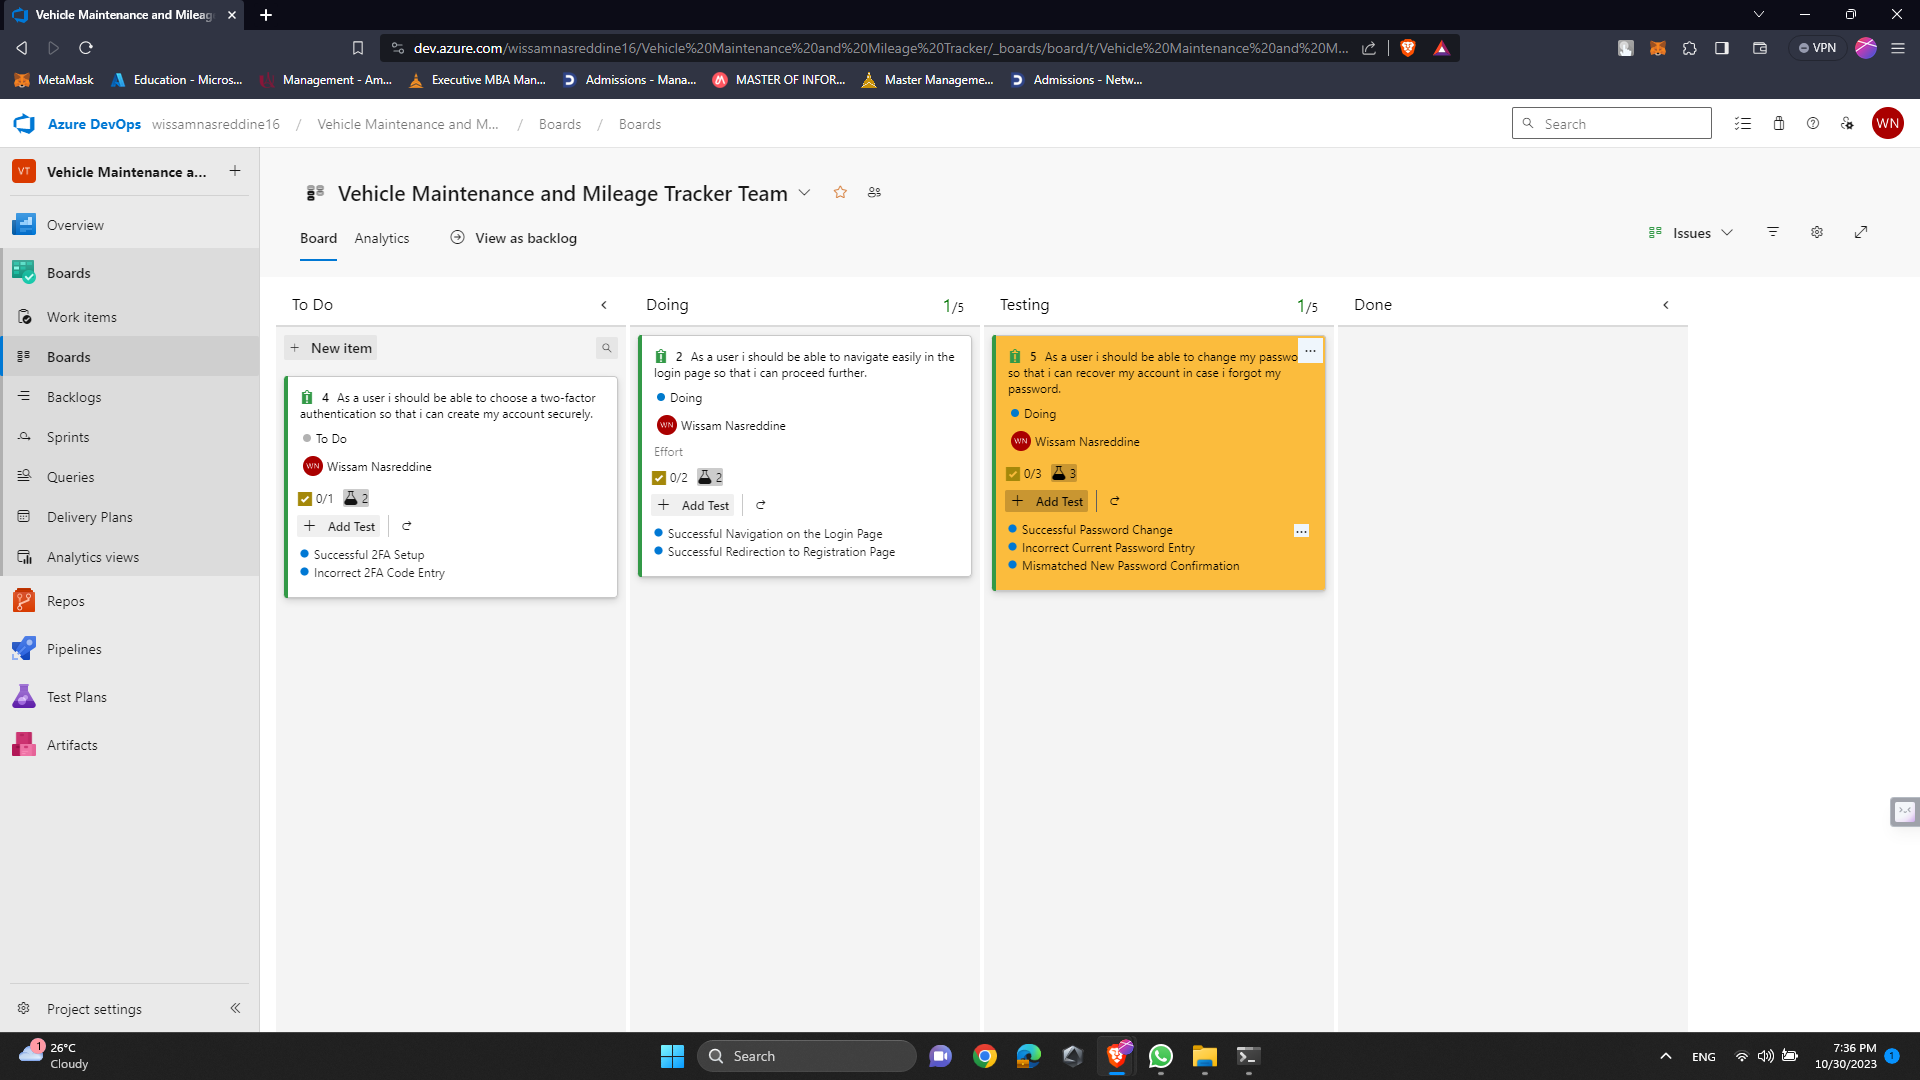 Vehicle Maintenance and Mileag
dev.azure.com/wissamnasreddine16/Vehicle%20Maintenance%20and%20Mileage%20Tracker/_boards/board/t/Vehicle%20Maintenance%20and%20M...
VPN
MetaMask
Education - Micros...
Management - Am...
Executive MBA Man...
Admissions - Mana...
MASTER OF INFOR...
Master Manageme...
Admissions - Netw...
Azure DevOps
wissamnasreddine16 / Vehicle Maintenance and M... / Boards / Boards
Search
WN
VT
Vehicle Maintenance a...
Overview
Boards
Work items
Boards
Backlogs
Sprints
Queries
Delivery Plans
Analytics views
Repos
Pipelines
Test Plans
Artifacts
Project settings
Vehicle Maintenance and Mileage Tracker Team
Board
Analytics
View as backlog
Issues
To Do
New item
4 As a user i should be able to choose a two-factor
authentication so that i can create my account securely.
To Do
WN
Wissam Nasreddine
0/1
2
Add Test
Successful 2FA Setup
Incorrect 2FA Code Entry
Doing
1/5
2 As a user i should be able to navigate easily in the
login page so that i can proceed further.
Doing
WN
Wissam Nasreddine
Effort
0/2
2
Add Test
Successful Navigation on the Login Page
Successful Redirection to Registration Page
Testing
1/5
5 As a user i should be able to change my passwo
so that i can recover my account in case i forgot my
password.
Doing
WN
Wissam Nasreddine
0/3
3
Add Test
Successful Password Change
Incorrect Current Password Entry
Mismatched New Password Confirmation
Done
1
26°C
Cloudy
Search
ENG
7:36 PM
10/30/2023
1